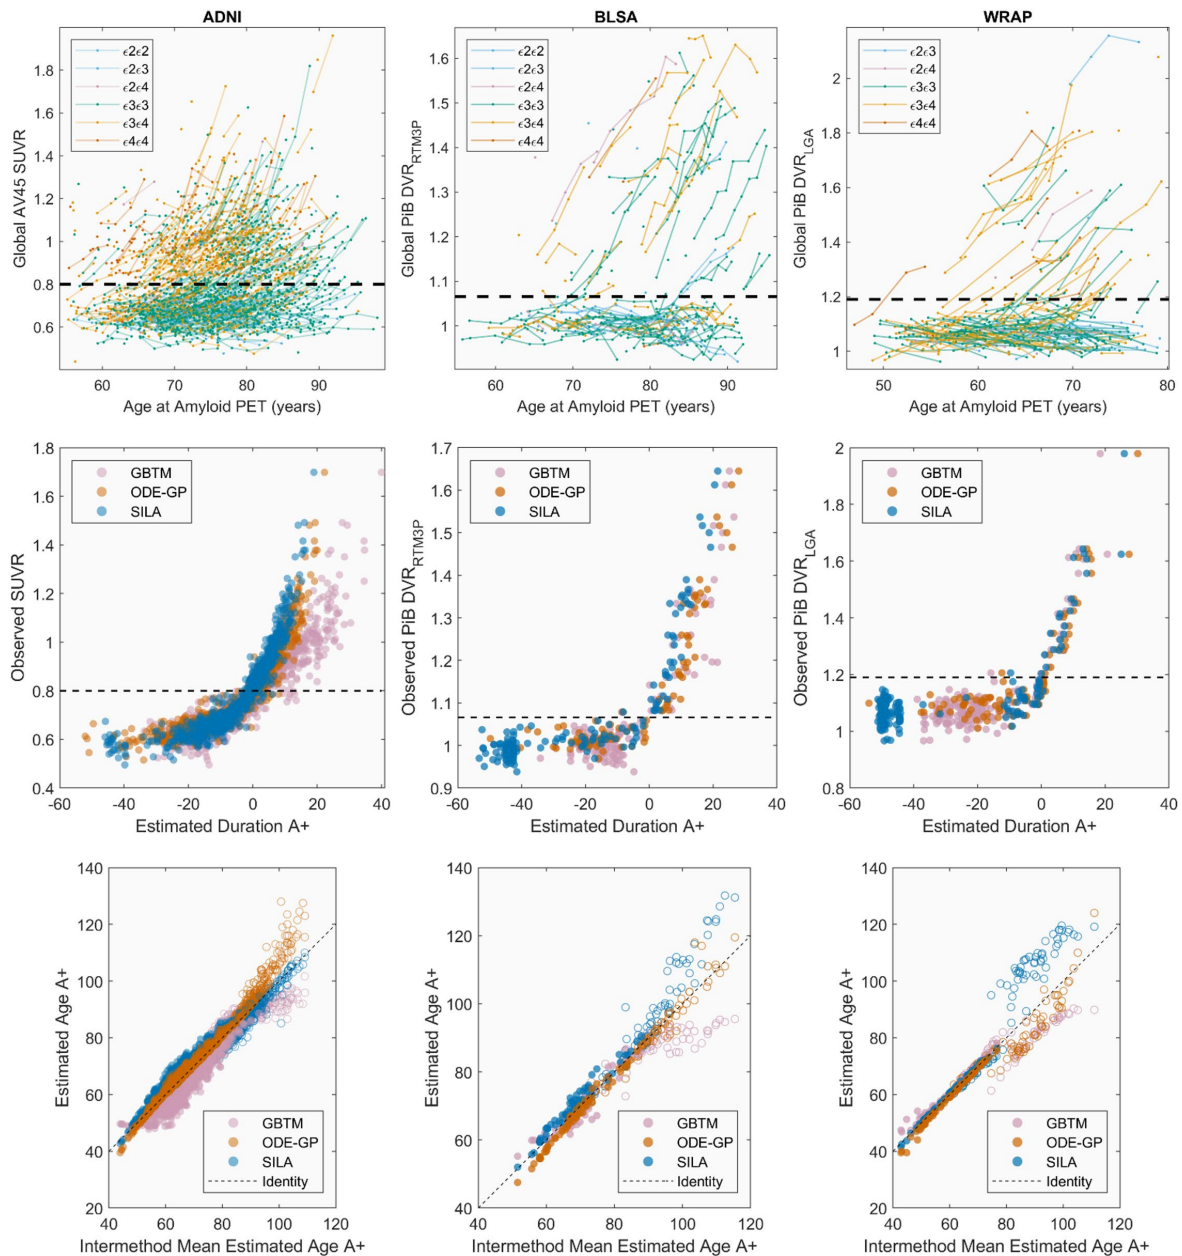 ADNI
Global AV45 SUVR
1.8
1.6
1.4
1.2
1
0.8
0.6
ϵ2ϵ2
ϵ2ϵ3
ϵ2ϵ4
ϵ3ϵ3
ϵ3ϵ4
ϵ4ϵ4
60 70 80 90
Age at Amyloid PET (years)
BLSA
Global PiB DVR_RTM3P
1.6
1.5
1.4
1.3
1.2
1.1
1
ϵ2ϵ2
ϵ2ϵ3
ϵ2ϵ4
ϵ3ϵ3
ϵ3ϵ4
ϵ4ϵ4
60 70 80 90
Age at Amyloid PET (years)
WRAP
Global PiB DVR_LGA
2
1.8
1.6
1.4
1.2
1
ϵ2ϵ3
ϵ2ϵ4
ϵ3ϵ3
ϵ3ϵ4
ϵ4ϵ4
50 60 70 80
Age at Amyloid PET (years)
Observed SUVR
1.8
1.6
1.4
1.2
1
0.8
0.6
0.4
GBTM
ODE-GP
SILA
-60 -40 -20 0 20 40
Estimated Duration A+
Observed PiB DVR_RTM3P
1.7
1.6
1.5
1.4
1.3
1.2
1.1
1
0.9
GBTM
ODE-GP
SILA
-60 -40 -20 0 20 40
Estimated Duration A+
Observed PiB DVR_LGA
2
1.8
1.6
1.4
1.2
1
0.8
GBTM
ODE-GP
SILA
-60 -40 -20 0 20 40
Estimated Duration A+
Estimated Age A+
140
120
100
80
60
40
20
GBTM
ODE-GP
SILA
Identity
40 60 80 100 120
Intermethod Mean Estimated Age A+
Estimated Age A+
140
120
100
80
60
40
GBTM
ODE-GP
SILA
Identity
40 60 80 100 120
Intermethod Mean Estimated Age A+
Estimated Age A+
140
120
100
80
60
40
20
GBTM
ODE-GP
SILA
Identity
40 60 80 100 120
Intermethod Mean Estimated Age A+